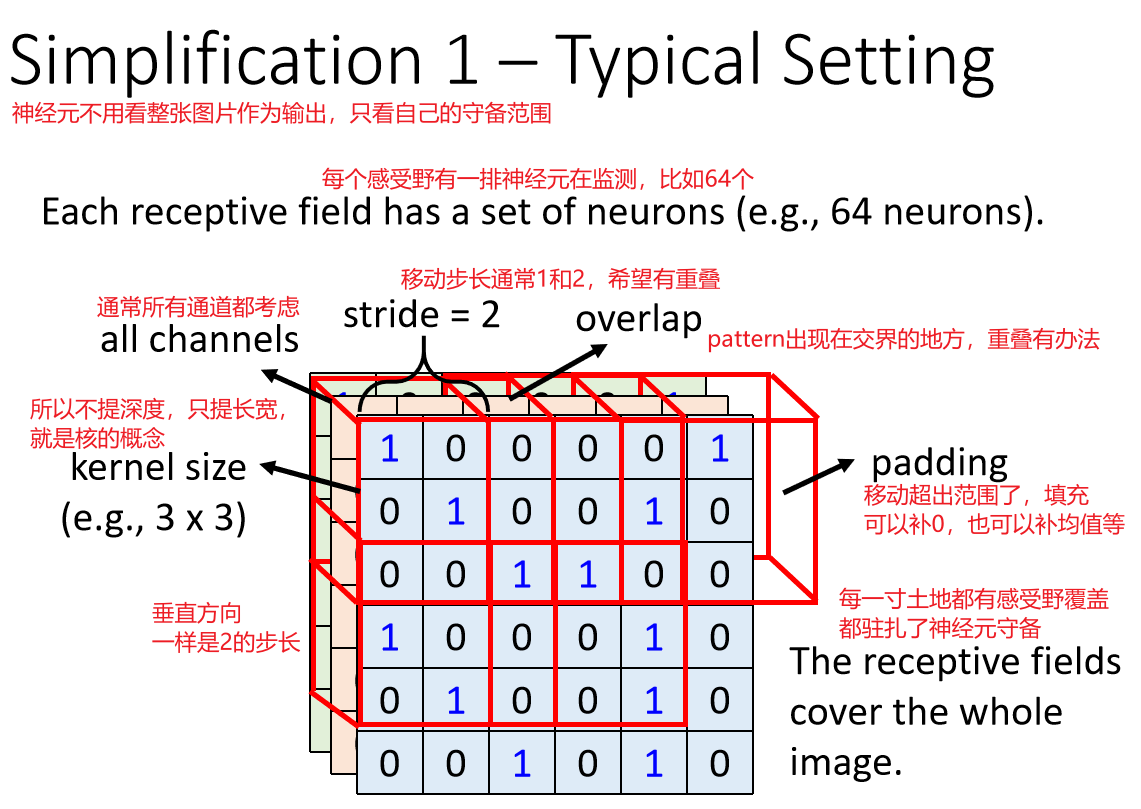 Simplification 1 – Typical Setting
神经元不用看整张图片作为输出，只看自己的守备范围
每个感受野有一排神经元在监测，比如64个
Each receptive field has a set of neurons (e.g., 64 neurons).
移动步长通常1和2，希望有重叠
通常所有通道都考虑
stride = 2
overlap
all channels
pattern出现在交界的地方，重叠有办法
所以不提深度，只提长宽，
就是核的概念
kernel size
(e.g., 3 x 3)
1 0 0 0 0 1
0 1 0 0 1 0
0 0 1 1 0 0
1 0 0 0 1 0
0 1 0 0 1 0
0 0 1 0 1 0
padding
移动超出范围了，填充
可以补0，也可以补均值等
垂直方向
一样是2的步长
每一寸土地都有感受野覆盖
都驻扎了神经元守备
The receptive fields
cover the whole
image.